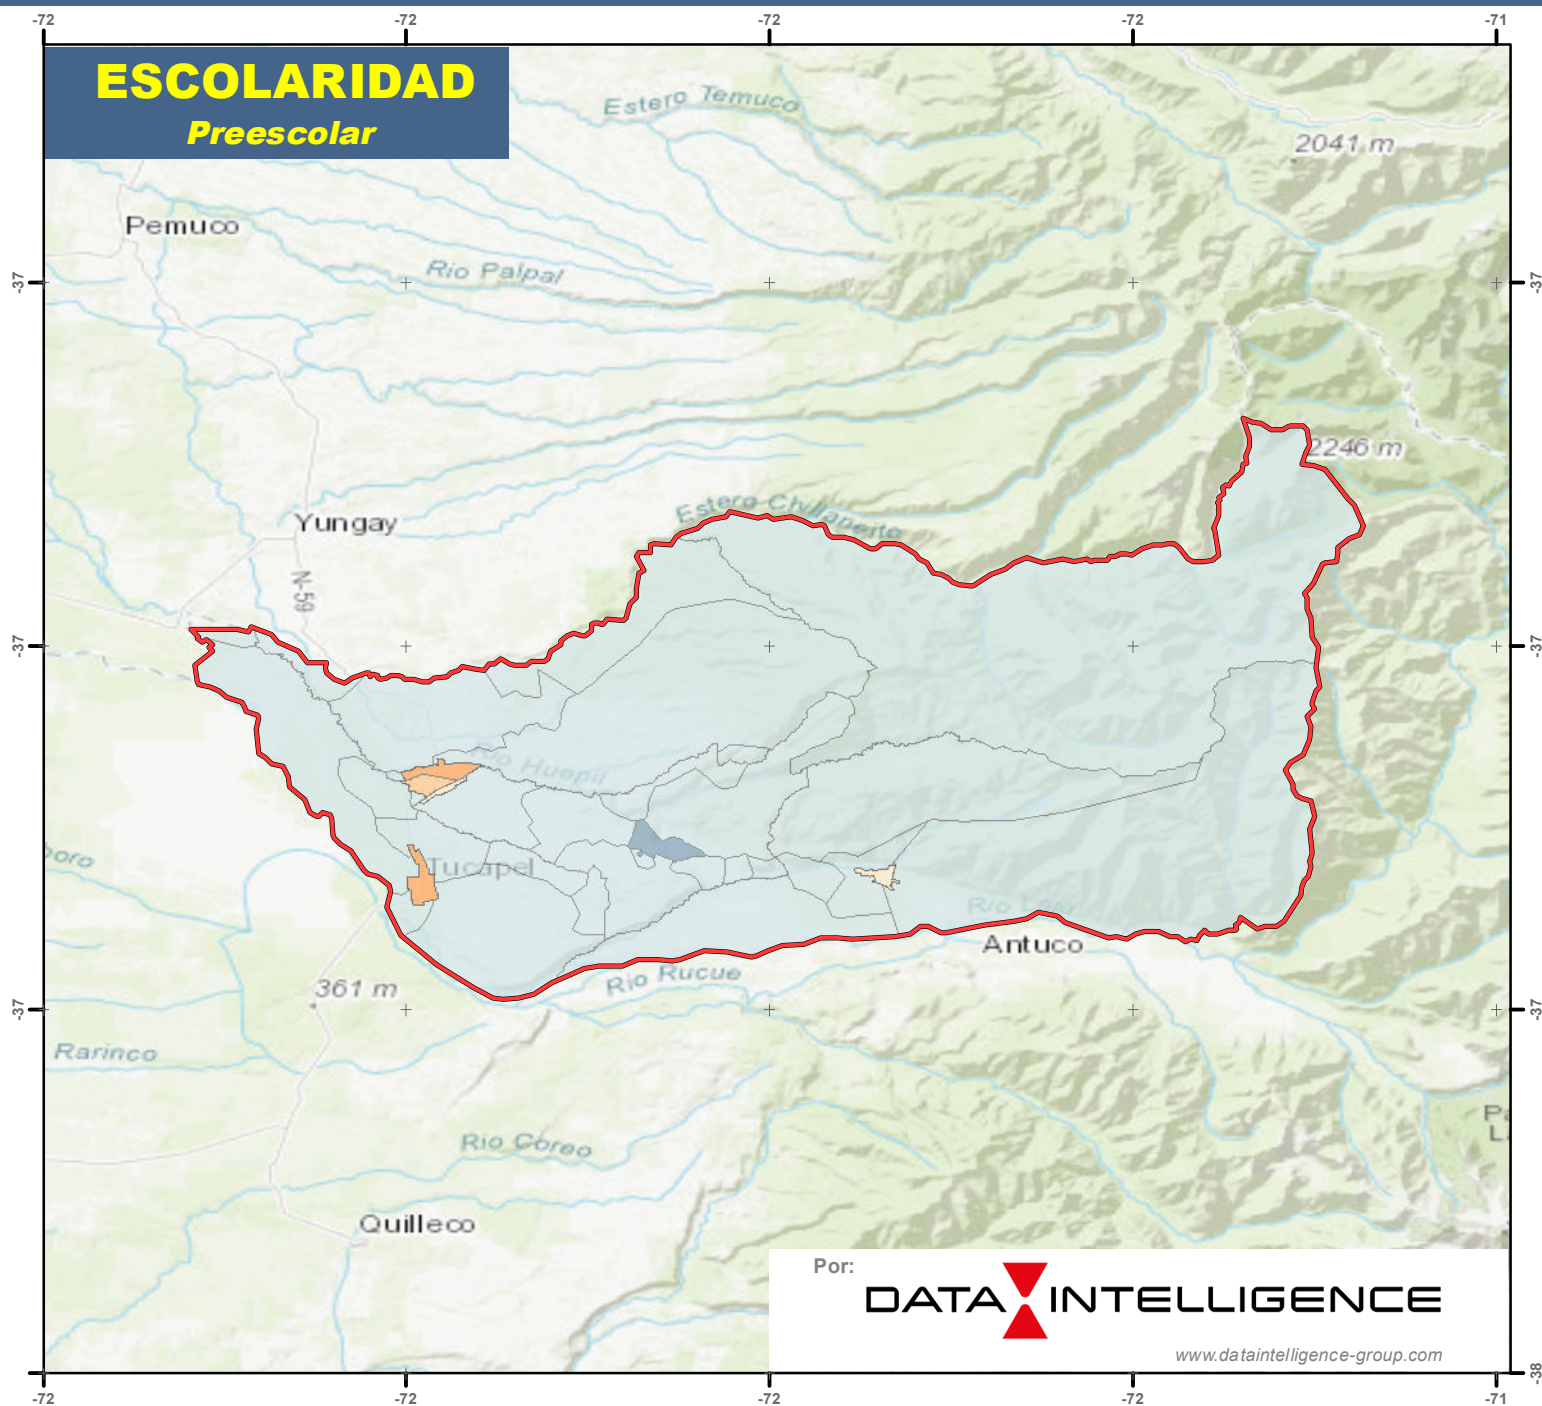 -72 -72 -72 -72 -71
ESCOLARIDAD
Preescolar
Estero Temuco
2041 m
Pemuco
Rio Palpal
-37 -37
2246 m
Estero Chillancito
Yungay
N-59
-37 -37
Rio Huepil
Tucapel
Rio Laja
Antuco
Rio Rucue
361 m
-37 -37
Rarinco
Rio Coreo
Quilleco
Por:
DATA INTELLIGENCE
www.dataintelligence-group.com
-38
-72 -72 -72 -72 -71